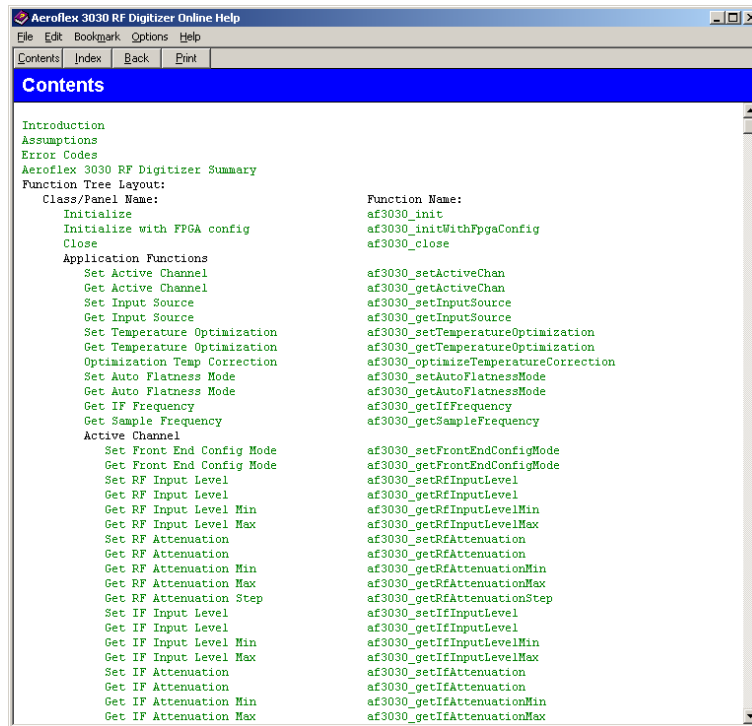 Aeroflex 3030 RF Digitizer Online Help
File Edit Bookmark Options Help
Contents Index Back Print
Contents
Introduction
Assumptions
Error Codes
Aeroflex 3030 RF Digitizer Summary
Function Tree Layout:
Class/Panel Name: Function Name:
Initialize af3030_init
Initialize with FPGA config af3030_initWithFpgaConfig
Close af3030_close
Application Functions
Set Active Channel af3030_setActiveChan
Get Active Channel af3030_getActiveChan
Set Input Source af3030_setInputSource
Get Input Source af3030_getInputSource
Set Temperature Optimization af3030_setTemperatureOptimization
Get Temperature Optimization af3030_getTemperatureOptimization
Optimization Temp Correction af3030_optimizeTemperatureCorrection
Set Auto Flatness Mode af3030_setAutoFlatnessMode
Get Auto Flatness Mode af3030_getAutoFlatnessMode
Get IF Frequency af3030_getIfFrequency
Get Sample Frequency af3030_getSampleFrequency
Active Channel
Set Front End Config Mode af3030_setFrontEndConfigMode
Get Front End Config Mode af3030_getFrontEndConfigMode
Set RF Input Level af3030_setRfInputLevel
Get RF Input Level af3030_getRfInputLevel
Get RF Input Level Min af3030_getRfInputLevelMin
Get RF Input Level Max af3030_getRfInputLevelMax
Set RF Attenuation af3030_setRfAttenuation
Get RF Attenuation af3030_getRfAttenuation
Get RF Attenuation Min af3030_getRfAttenuationMin
Get RF Attenuation Max af3030_getRfAttenuationMax
Get RF Attenuation Step af3030_getRfAttenuationStep
Set IF Input Level af3030_setIfInputLevel
Get IF Input Level af3030_getIfInputLevel
Get IF Input Level Min af3030_getIfInputLevelMin
Get IF Input Level Max af3030_getIfInputLevelMax
Set IF Attenuation af3030_setIfAttenuation
Get IF Attenuation af3030_getIfAttenuation
Get IF Attenuation Min af3030_getIfAttenuationMin
Get IF Attenuation Max af3030_getIfAttenuationMax